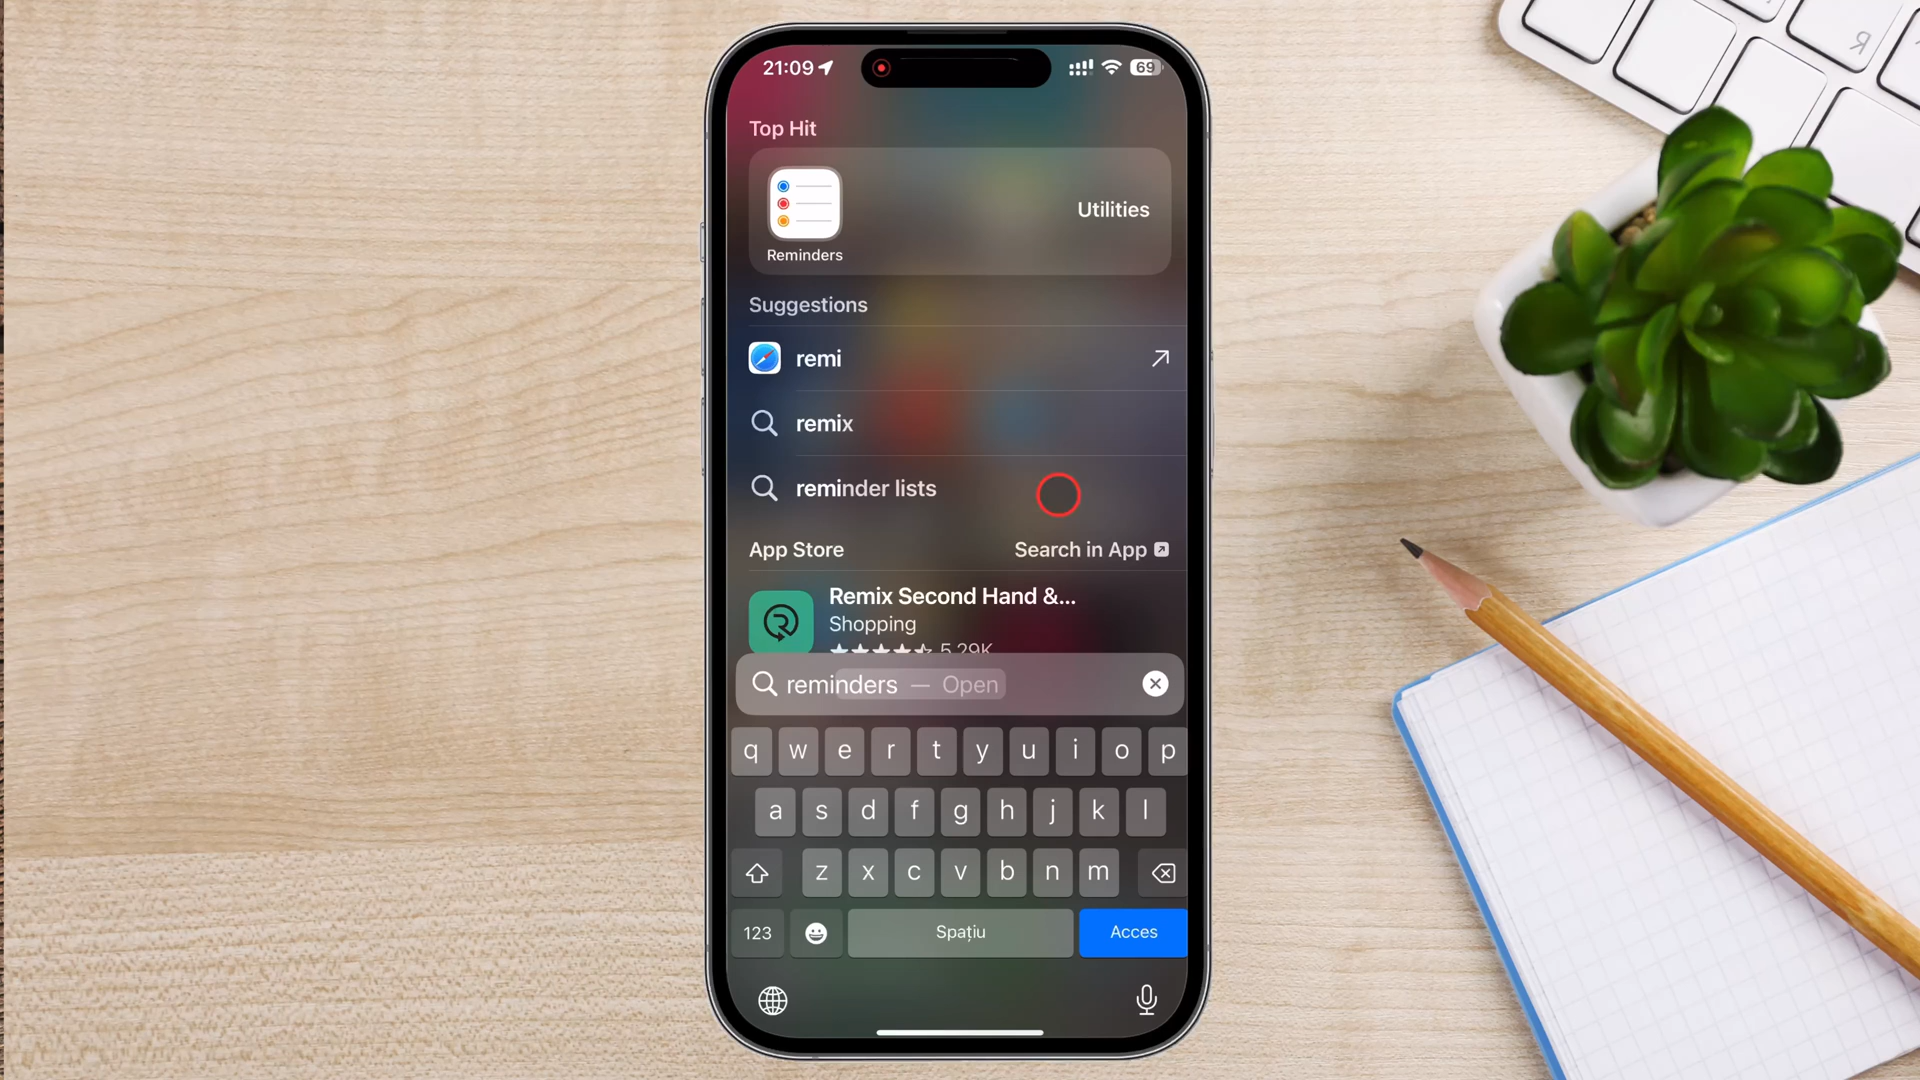 21:09
69
Top Hit
Utilities
Reminders
Suggestions
remi
remix
reminder lists
App Store
Search in App
Remix Second Hand &...
Shopping
5,29K
reminders — Open
q w e r t y u i o p
a s d f g h j k l
z x c v b n m
123
Spațiu
Acces